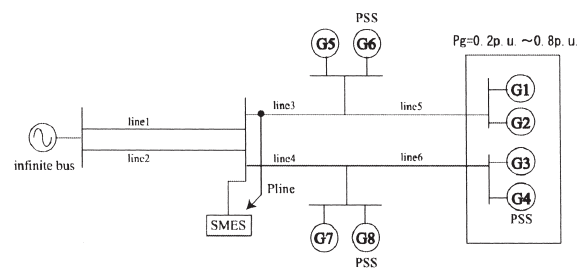 PSS
G5 G6
Pg=0.2p.u. ~0.8p.u.
line1 line3 line5
G1
G2
infinite bus
line2 line4 line6
G3
Pline
G4
SMES
PSS
G7 G8
PSS